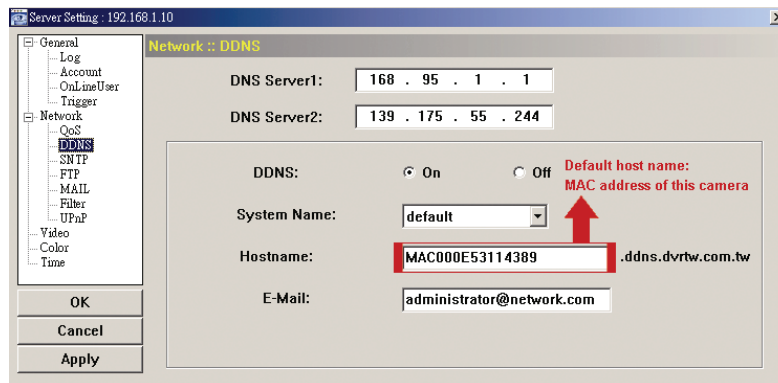 Server Setting : 192.168.1.10
General
Log
Account
OnLineUser
Trigger
Network
QoS
DDNS
SNTP
FTP
MAIL
Filter
UPnP
Video
Color
Time
OK
Cancel
Apply
Network :: DDNS
DNS Server1: 168 . 95 . 1 . 1
DNS Server2: 139 . 175 . 55 . 244
DDNS: On Off
Default host name:
MAC address of this camera
System Name: default
Hostname: MAC000E53114389 .ddns.dvrtw.com.tw
E-Mail: administrator@network.com